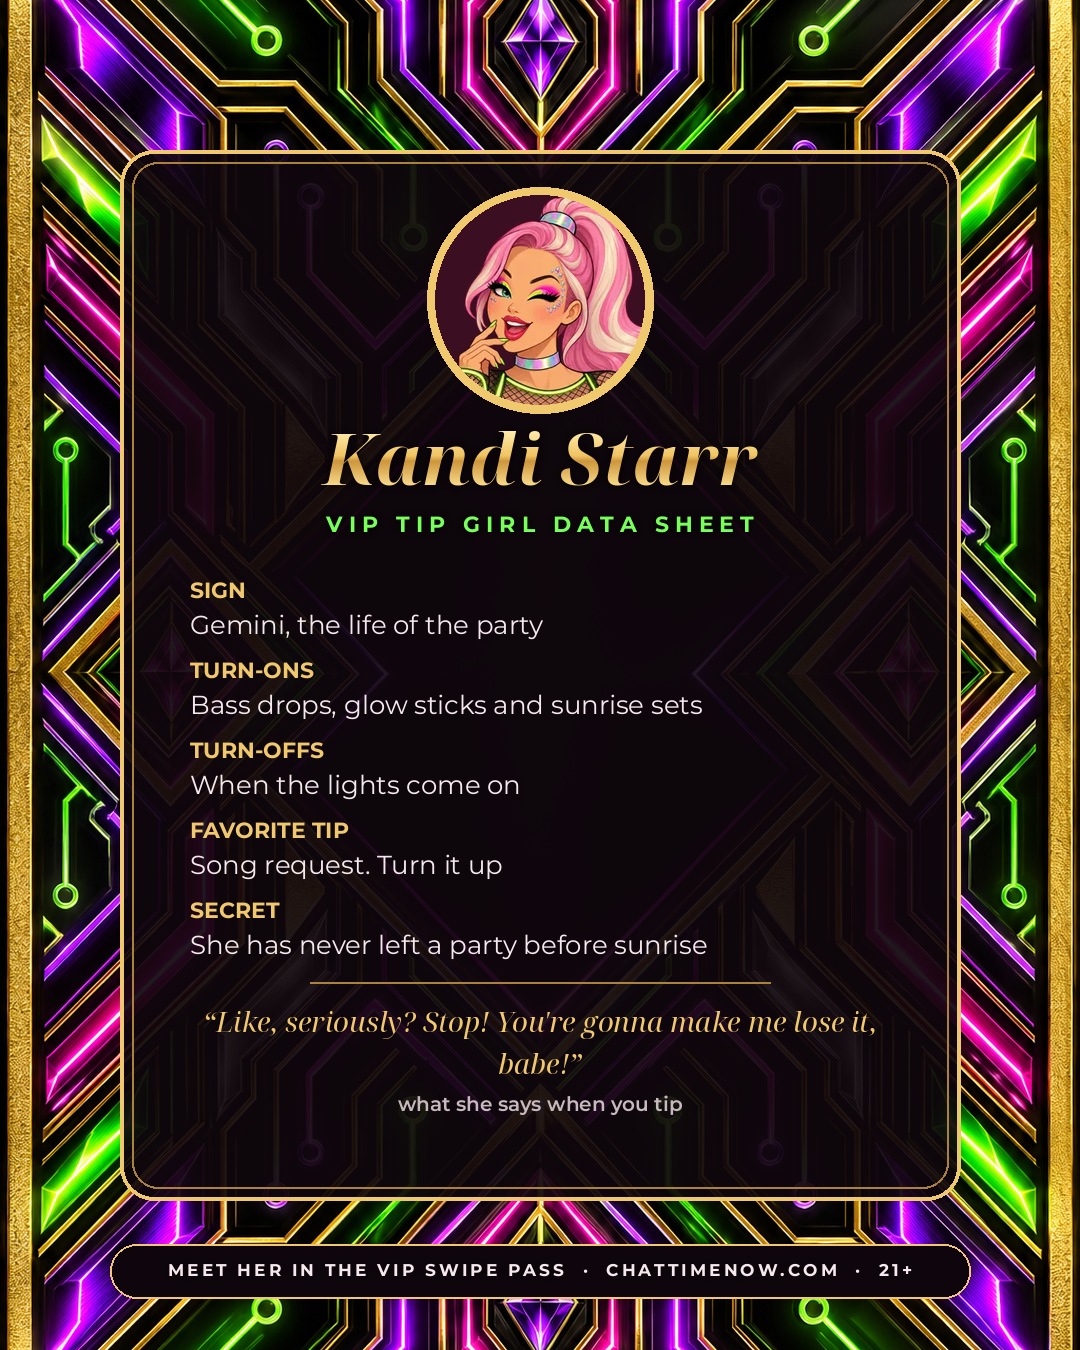 Kandi Starr
VIP TIP GIRL DATA SHEET
SIGN
Gemini, the life of the party
TURN-ONS
Bass drops, glow sticks and sunrise sets
TURN-OFFS
When the lights come on
FAVORITE TIP
Song request. Turn it up
SECRET
She has never left a party before sunrise
“Like, seriously? Stop! You're gonna make me lose it,
babe!”
what she says when you tip
MEET HER IN THE VIP SWIPE PASS · CHATTIMENOW.COM · 21+